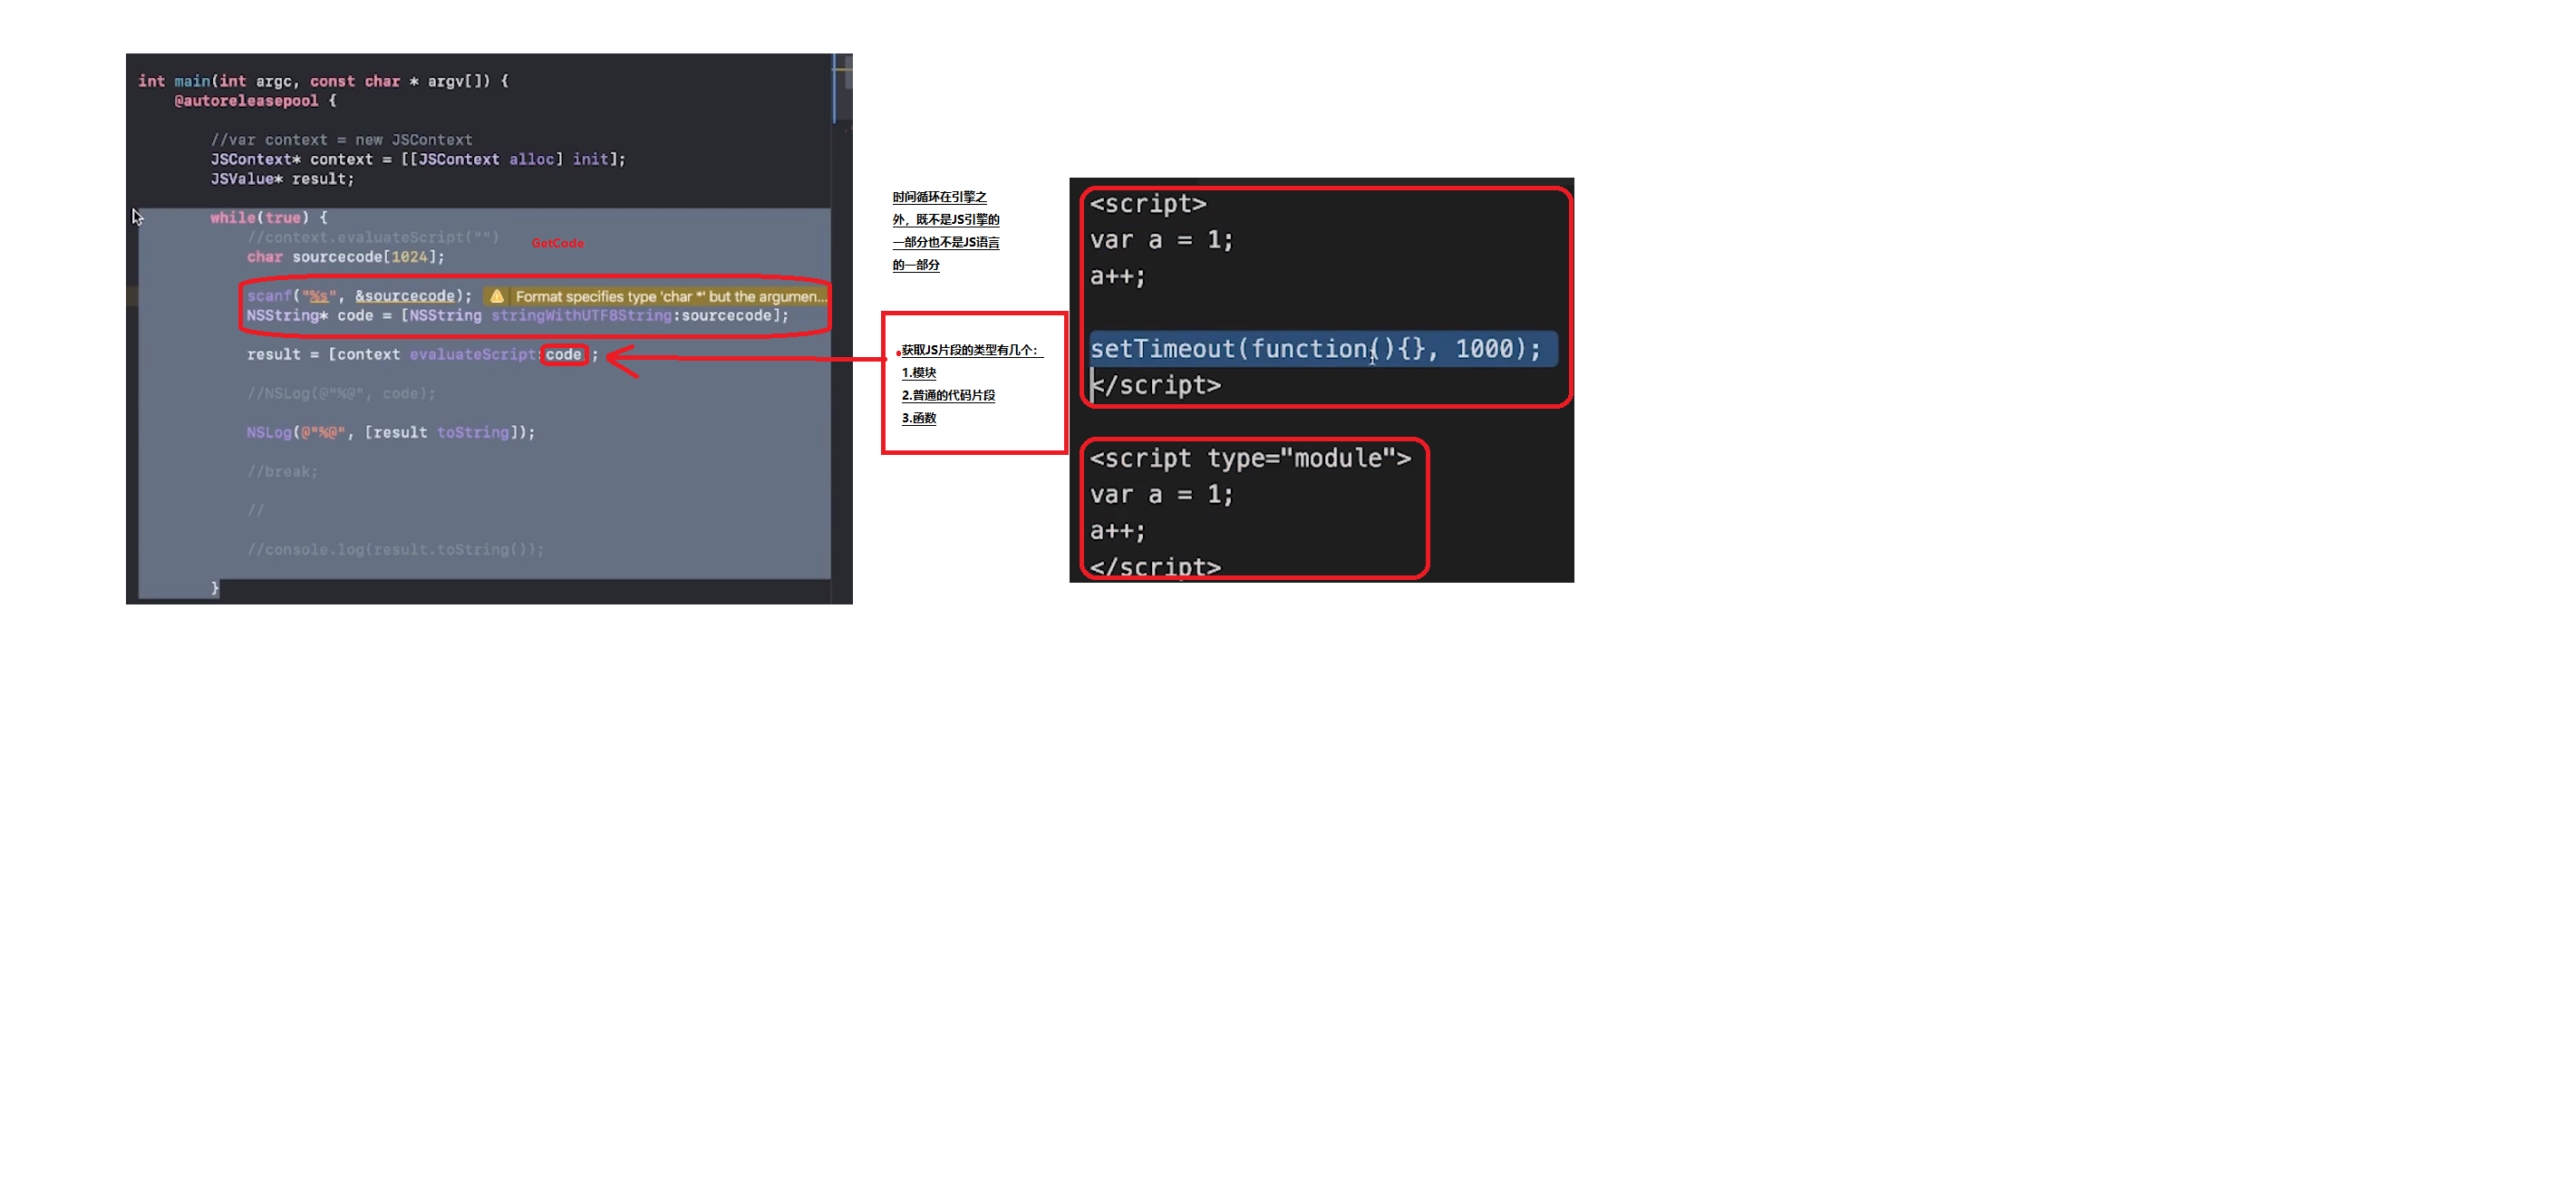 int main(int argc, const char * argv[]) {
@autoreleasepool {
//var context = new JSContext
JSContext* context = [[JSContext alloc] init];
JSValue* result;
while(true) {
//context.evaluateScript("")
GetCode
char sourcecode[1024];
scanf("%s", &sourcecode);
Format specifies type 'char *' but the argumen...
NSString* code = [NSString stringWithUTF8String:sourcecode];
result = [context evaluateScript:code];
//NSLog(@"%@", code);
NSLog(@"%@", [result toString]);
//break;
//
//console.log(result.toString());
}
时间循环在引擎之
外，既不是JS引擎的
一部分也不是JS语言
的一部分
获取JS片段的类型有几个：
1.模块
2.普通的代码片段
3.函数
<script>
var a = 1;
a++;
setTimeout(function(){}, 1000);
</script>
<script type="module">
var a = 1;
a++;
</script>